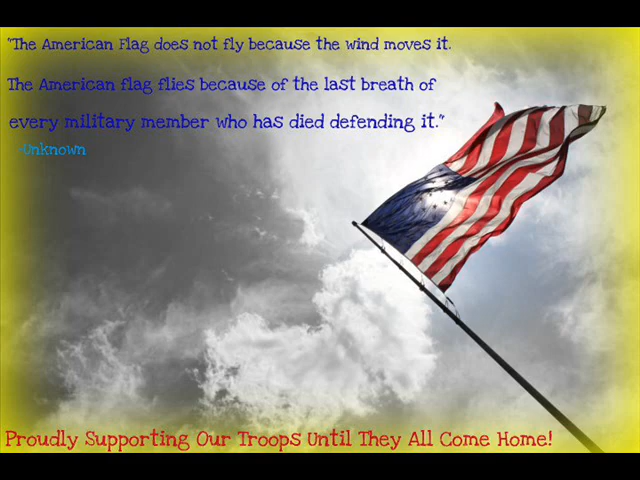 "The American Flag does not fly because the wind moves it.
The American flag flies because of the last breath of
every military member who has died defending it."
-Unknown
Proudly Supporting Our Troops Until They All Come Home!